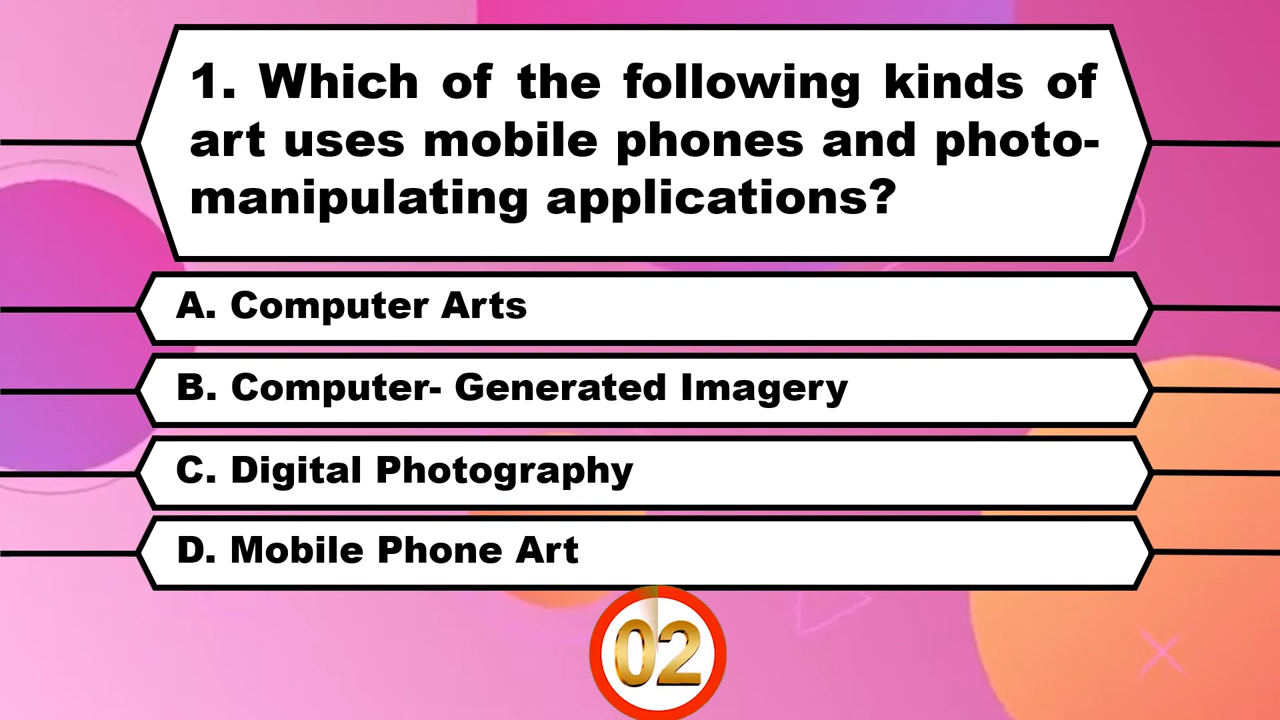 1. Which of the following kinds of
art uses mobile phones and photo-
manipulating applications?
A. Computer Arts
B. Computer- Generated Imagery
C. Digital Photography
D. Mobile Phone Art
02